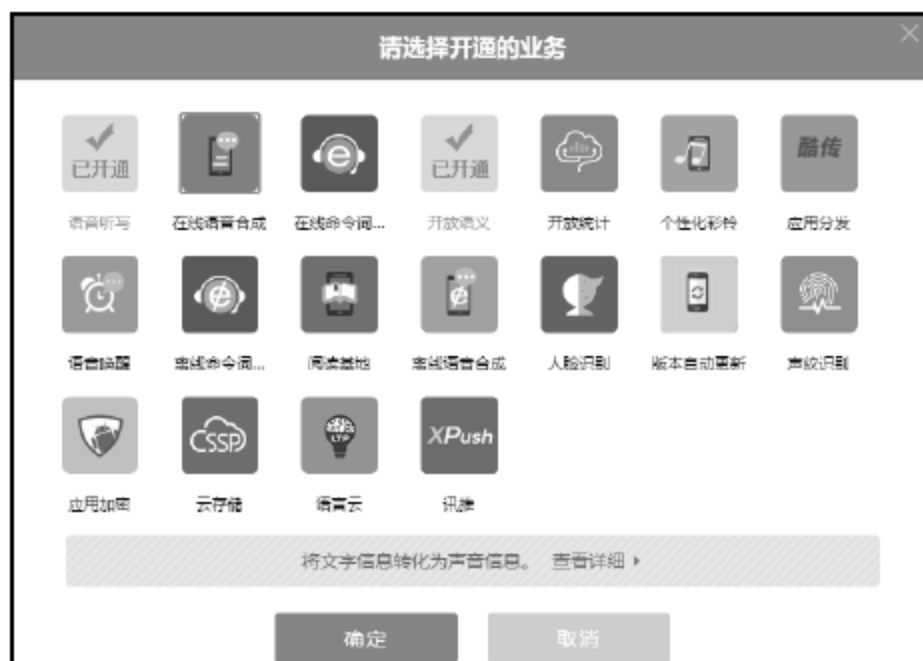 请选择开通的业务
已开通 已开通 酷传
语音听写 在线语音合成 在线命令词... 开放语义 开放统计 个性化彩铃 应用分发
语音唤醒 离线命令词... 阅读基地 离线语音合成 人脸识别 版本自动更新 声纹识别
CSSP LTP XPush
应用加密 云存储 语言云 讯推
将文字信息转化为声音信息。 查看详细
确定 取消